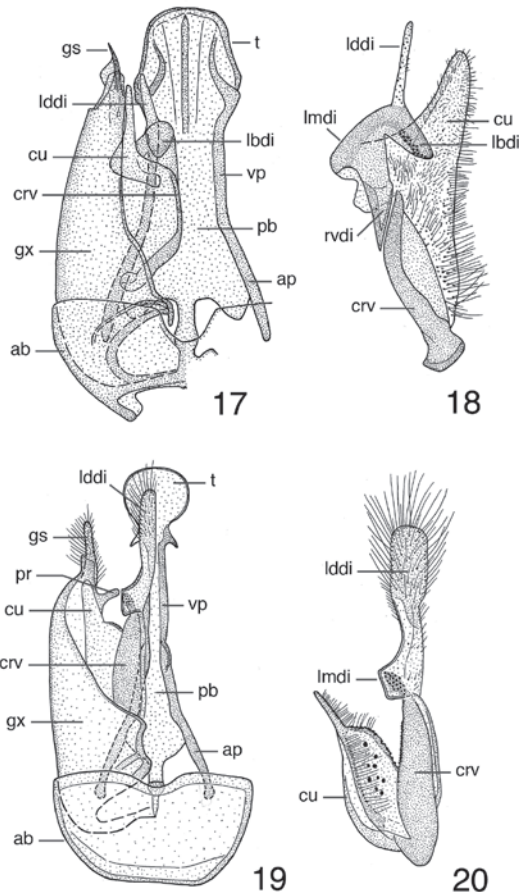 gs
t
lddi
lbdi
cu
vp
crv
pb
gx
ap
ab
17
lddi
lmdi
cu
lbdi
rvdi
crv
18
lddi
t
gs
pr
cu
vp
crv
pb
gx
ap
ab
19
lddi
lmdi
crv
cu
20